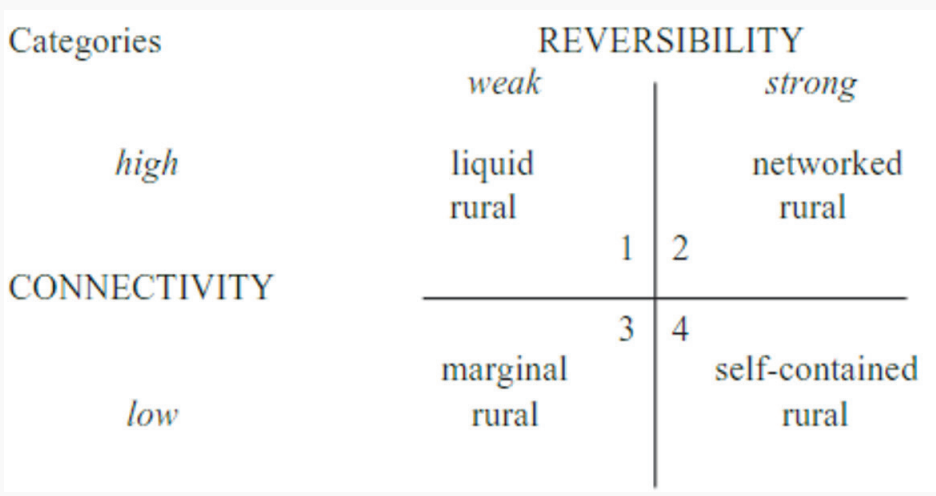 Categories REVERSIBILITY
weak strong
high liquid networked
rural rural
1 2
CONNECTIVITY
3 4
marginal self-contained
low rural rural